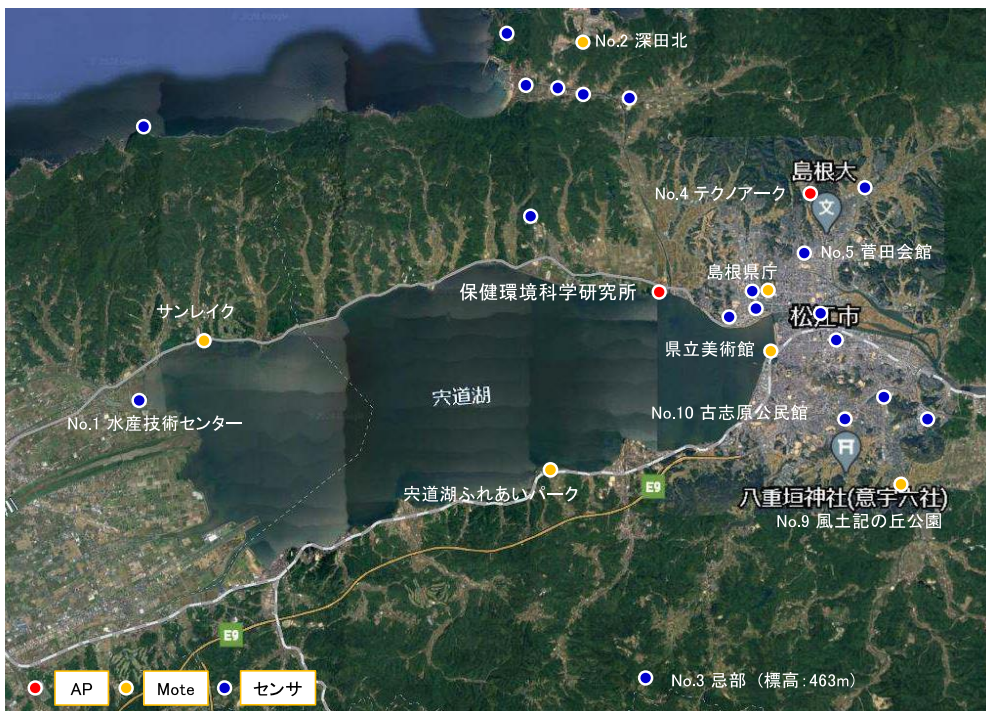 No.2 深田北
島根大
No.4 テクノアーク
文
No.5 菅田会館
島根県庁
保健環境科学研究所
サンレイク
松江市
県立美術館
宍道湖
No.1 水産技術センター
No.10 古志原公民館
宍道湖ふれあいパーク
E9
八重垣神社(意宇六社)
No.9 風土記の丘公園
E9
AP
Mote
センサ
No.3 忌部 (標高:463m)